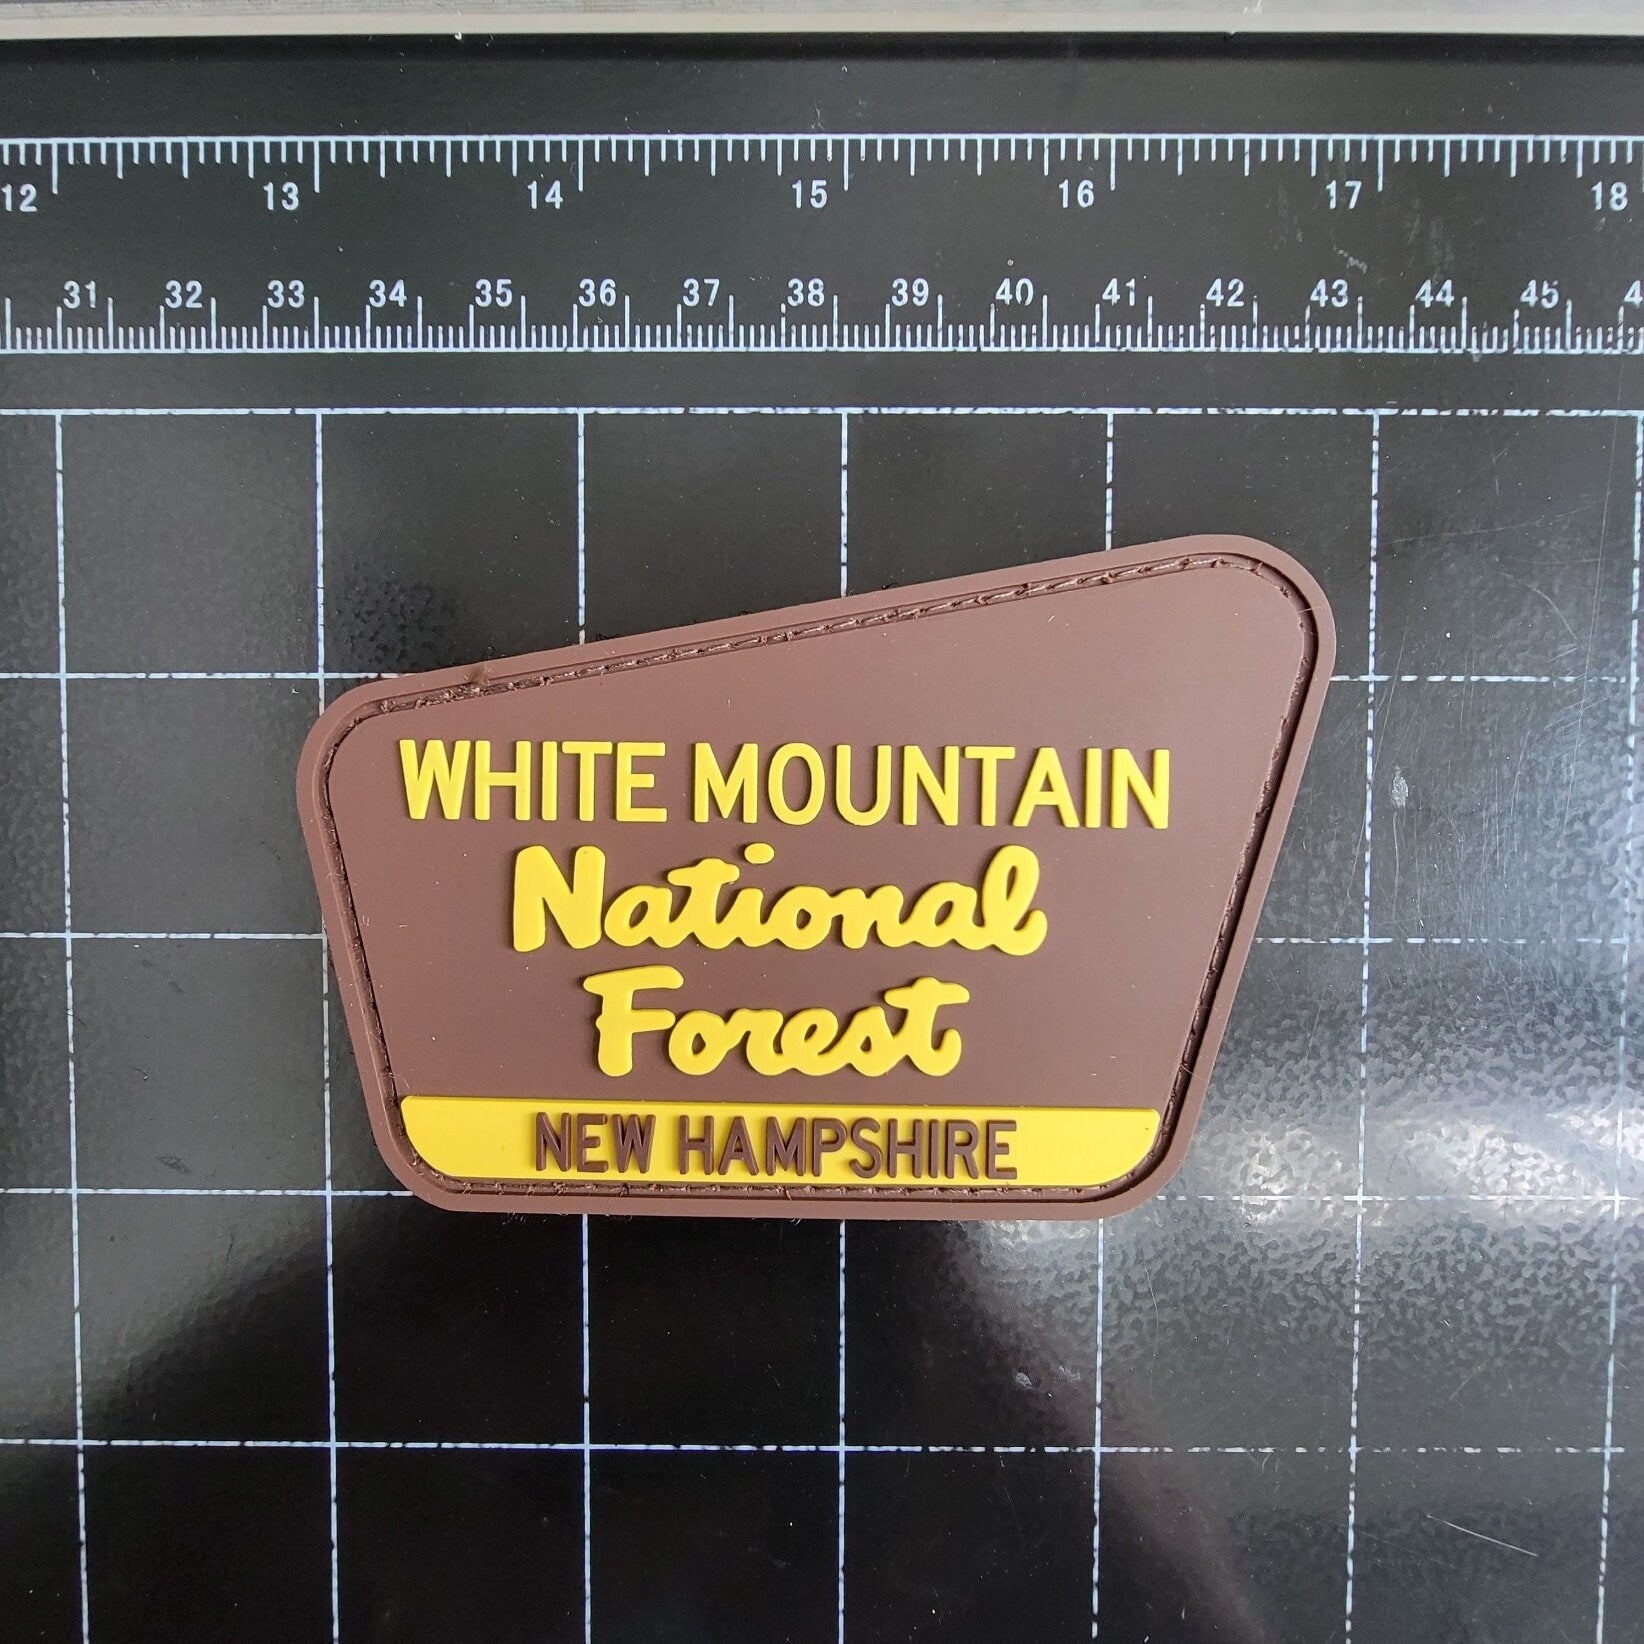 12 13 14 15 16 17 18
31 32 33 34 35 36 37 38 39 40 41 42 43 44 45
WHITE MOUNTAIN
National
Forest
NEW HAMPSHIRE